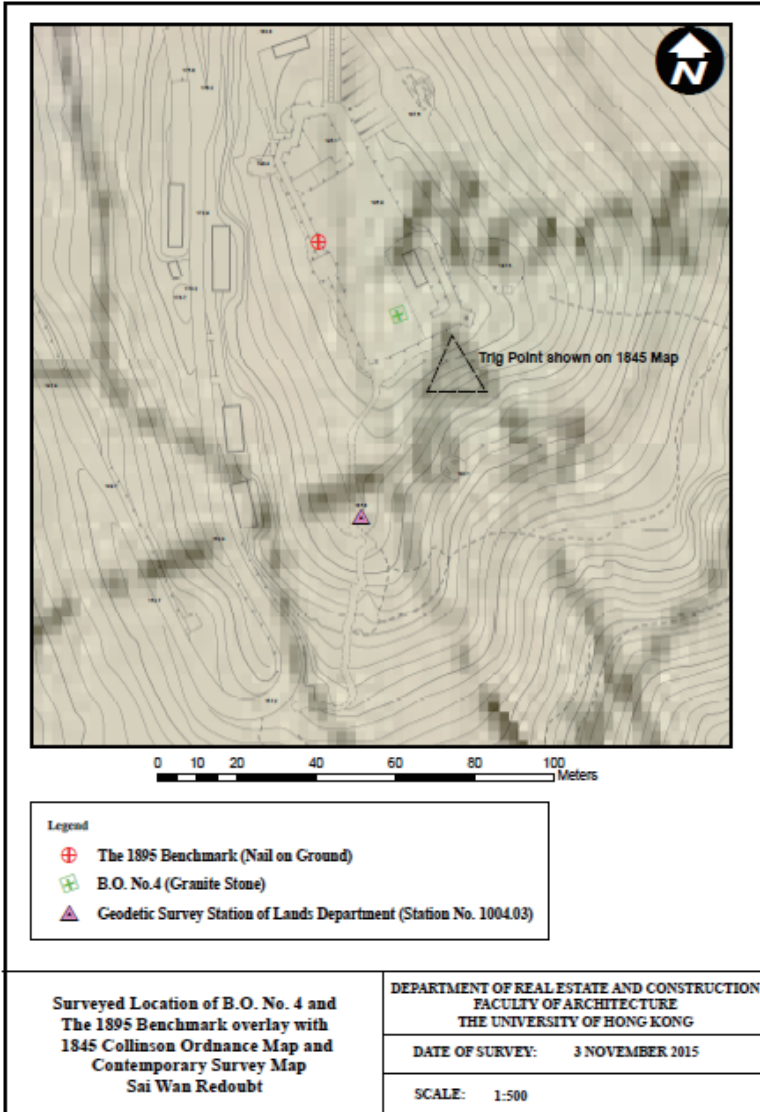 N
Trig Point shown on 1845 Map
0 10 20 40 60 80 100
Meters
Legend
The 1895 Benchmark (Nail on Ground)
B.O. No.4 (Granite Stone)
Geodetic Survey Station of Lands Department (Station No. 1004.03)
Surveyed Location of B.O. No. 4 and
The 1895 Benchmark overlay with
1845 Collinson Ordnance Map and
Contemporary Survey Map
Sai Wan Redoubt
DEPARTMENT OF REAL ESTATE AND CONSTRUCTION
FACULTY OF ARCHITECTURE
THE UNIVERSITY OF HONG KONG
DATE OF SURVEY: 3 NOVEMBER 2015
SCALE: 1:500